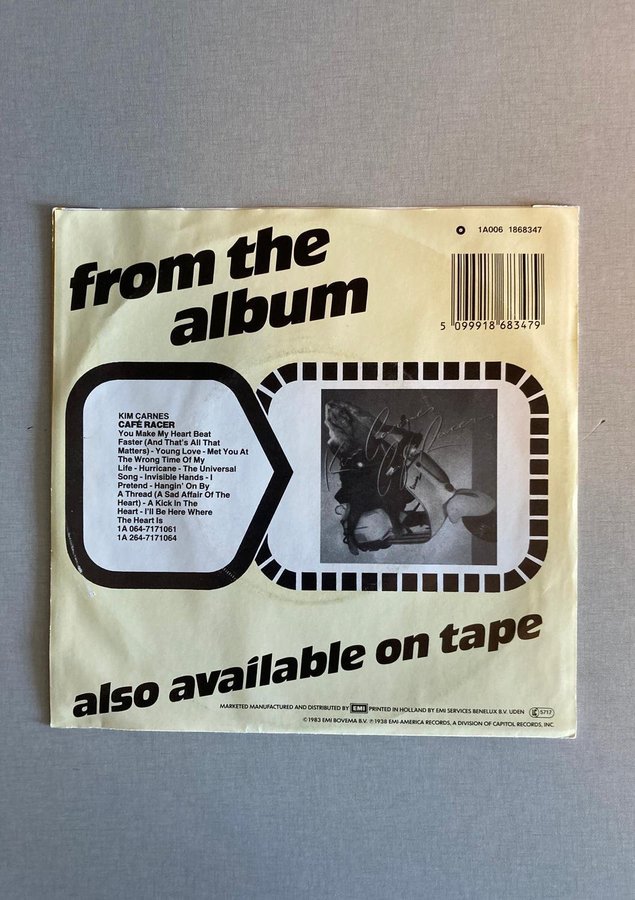 1A006 1868347
5 099918 683479
from the
album
KIM CARNES
CAFÉ RACER
You Make My Heart Beat
Faster (And That's All That
Matters) - Young Love - Met You At
The Wrong Time Of My
Life - Hurricane - The Universal
Song - Invisible Hands - I
Pretend - Hangin' On By
A Thread (A Sad Affair Of The
Heart) - A Kick In The
Heart - I'll Be Here Where
The Heart Is
1A 064-7171061
1A 264-7171064
Kim Carnes
Café Racers
also available on tape
MARKETED MANUFACTURED AND DISTRIBUTED BY EMI PRINTED IN HOLLAND BY EMI SERVICES BENELUX B.V. UDEN 5717
© 1983 EMI BOVEMA B.V. ℗ 1938 EMI-AMERICA RECORDS, A DIVISION OF CAPITOL RECORDS, INC.